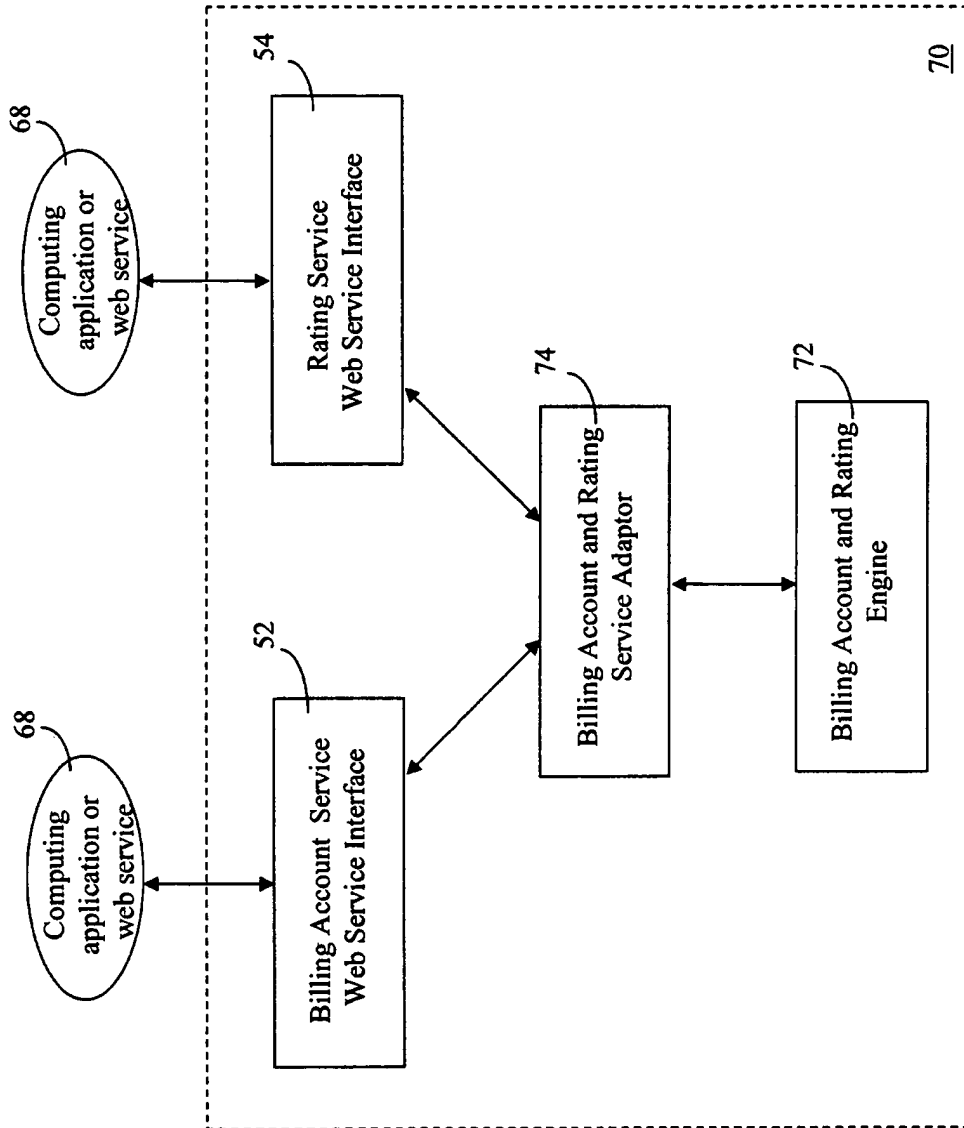 68
Computing
application or
web service
68
Computing
application or
web service
52
Billing Account Service
Web Service Interface
54
Rating Service
Web Service Interface
74
Billing Account and Rating
Service Adaptor
72
Billing Account and Rating
Engine
70